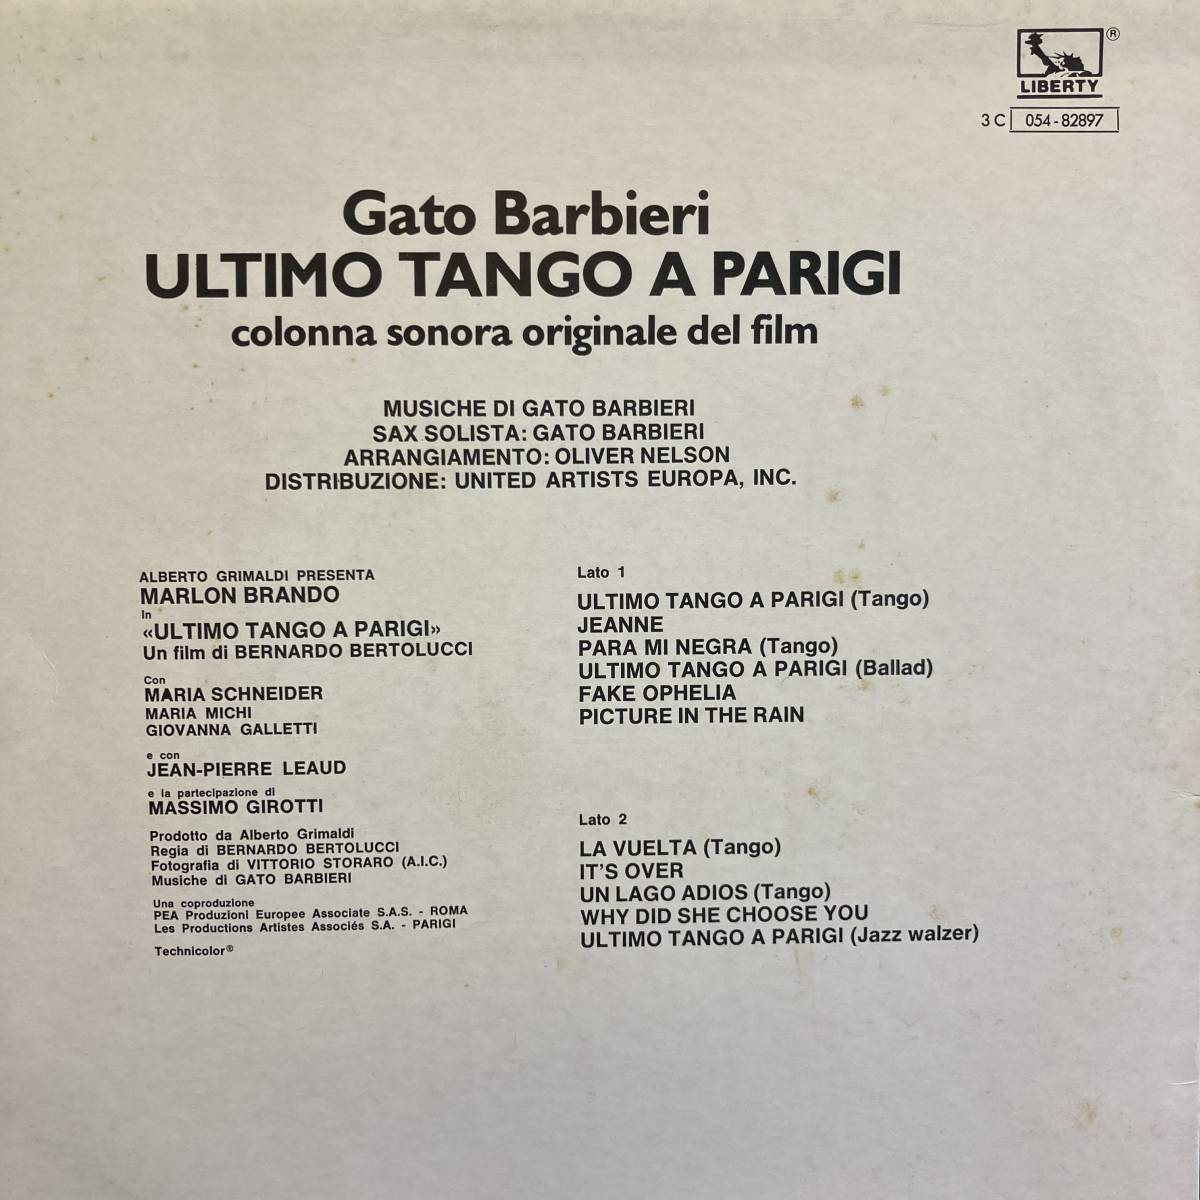 LIBERTY ®
3 C 054-82897
Gato Barbieri
ULTIMO TANGO A PARIGI
colonna sonora originale del film
MUSICHE DI GATO BARBIERI
SAX SOLISTA: GATO BARBIERI
ARRANGIAMENTO: OLIVER NELSON
DISTRIBUZIONE: UNITED ARTISTS EUROPA, INC.
ALBERTO GRIMALDI PRESENTA
MARLON BRANDO
in
«ULTIMO TANGO A PARIGI»
Un film di BERNARDO BERTOLUCCI
Con
MARIA SCHNEIDER
MARIA MICHI
GIOVANNA GALLETTI
e con
JEAN-PIERRE LEAUD
e la partecipazione di
MASSIMO GIROTTI
Prodotto da Alberto Grimaldi
Regia di BERNARDO BERTOLUCCI
Fotografia di VITTORIO STORARO (A.I.C.)
Musiche di GATO BARBIERI
Una coproduzione
PEA Produzioni Europee Associate S.A.S. - ROMA
Les Productions Artistes Associés S.A. - PARIGI
Technicolor®
Lato 1
ULTIMO TANGO A PARIGI (Tango)
JEANNE
PARA MI NEGRA (Tango)
ULTIMO TANGO A PARIGI (Ballad)
FAKE OPHELIA
PICTURE IN THE RAIN
Lato 2
LA VUELTA (Tango)
IT'S OVER
UN LAGO ADIOS (Tango)
WHY DID SHE CHOOSE YOU
ULTIMO TANGO A PARIGI (Jazz walzer)